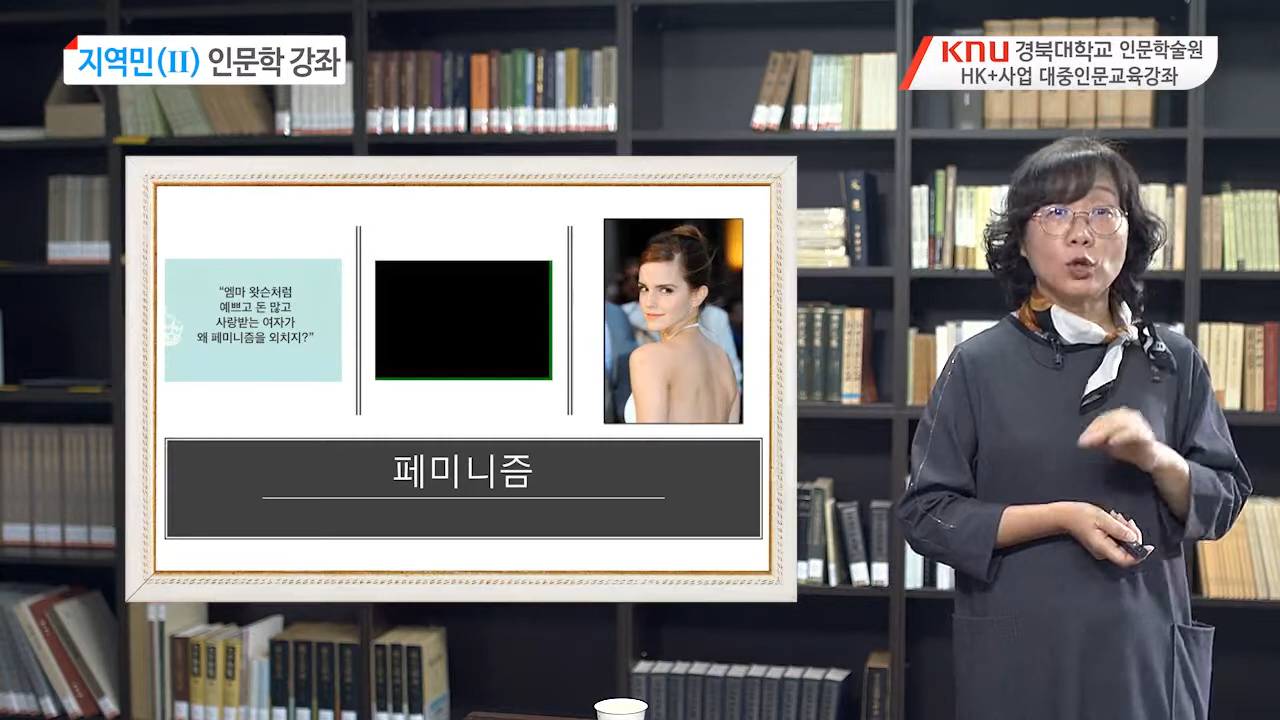 지역민(II) 인문학 강좌
KNU 경북대학교 인문학술원
HK+사업 대중인문교육강좌
“엠마 왓슨처럼
예쁘고 돈 많고
사랑받는 여자가
왜 페미니즘을 외치지?”
페미니즘